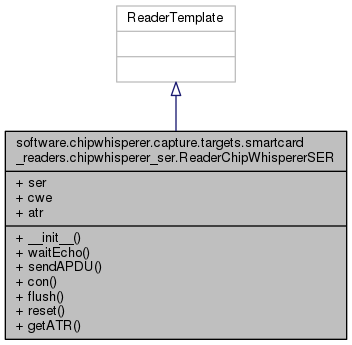 ReaderTemplate
software.chipwhisperer.capture.targets.smartcard
_readers.chipwhisperer_ser.ReaderChipWhispererSER
+ ser
+ cwe
+ atr
+ __init__()
+ waitEcho()
+ sendAPDU()
+ con()
+ flush()
+ reset()
+ getATR()